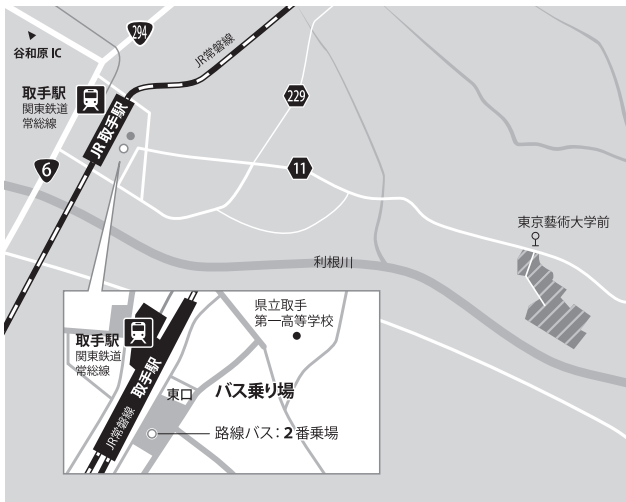 294
谷和原 IC
JR常磐線
取手駅
関東鉄道
常総線
JR 取手駅
229
6
11
東京藝術大学前
利根川
県立取手
第一高等学校
取手駅
関東鉄道
常総線
取手駅
東口
バス乗り場
JR常磐線
路線バス：2番乗場